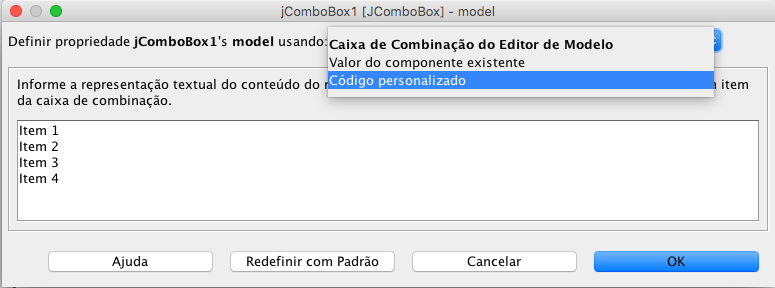 jComboBox1 [JComboBox] - model
Definir propriedade jComboBox1's model usando:
Caixa de Combinação do Editor de Modelo
Valor do componente existente
Código personalizado
Informe a representação textual do conteúdo do item
da caixa de combinação.
Item 1
Item 2
Item 3
Item 4
Ajuda
Redefinir com Padrão
Cancelar
OK